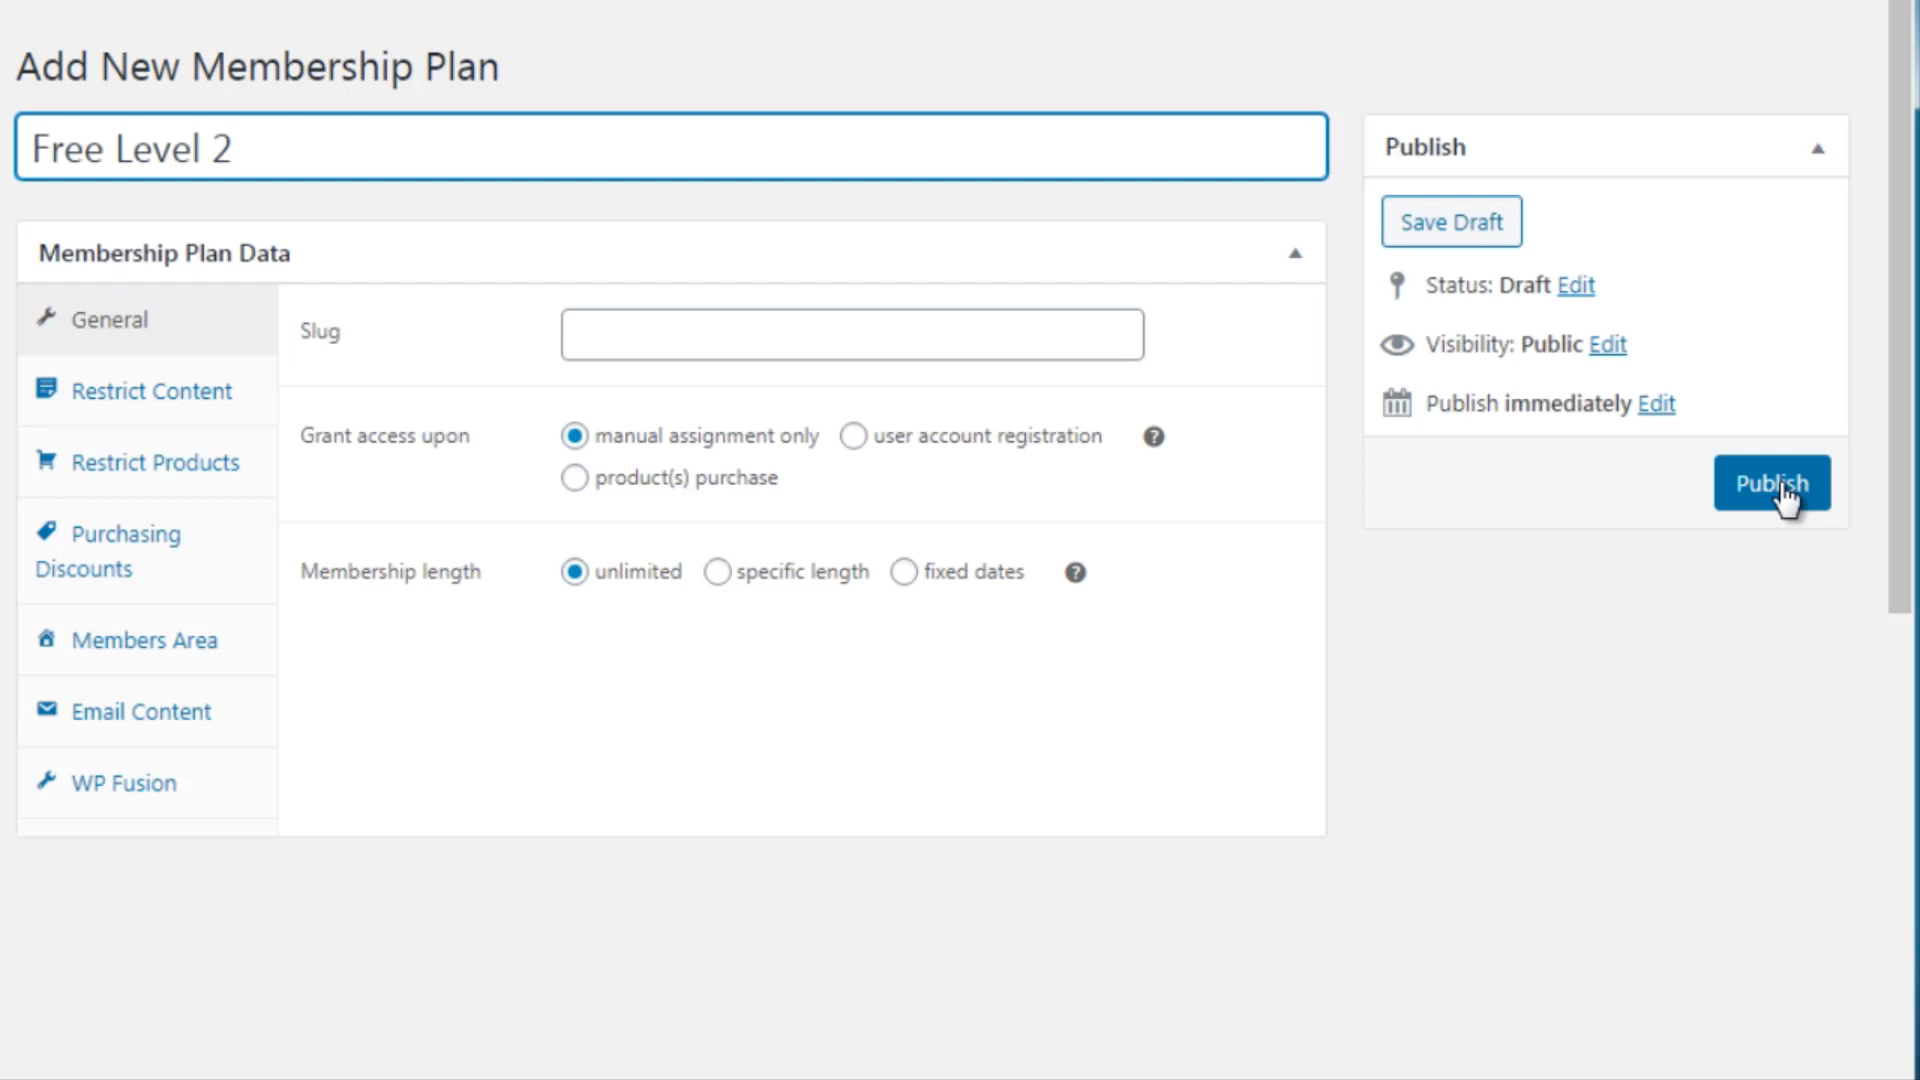 Add New Membership Plan
Free Level 2
Publish
Save Draft
Status: Draft Edit
Visibility: Public Edit
Publish immediately Edit
Publish
Membership Plan Data
General
Restrict Content
Restrict Products
Purchasing
Discounts
Members Area
Email Content
WP Fusion
Slug
Grant access upon
manual assignment only
user account registration
product(s) purchase
Membership length
unlimited
specific length
fixed dates